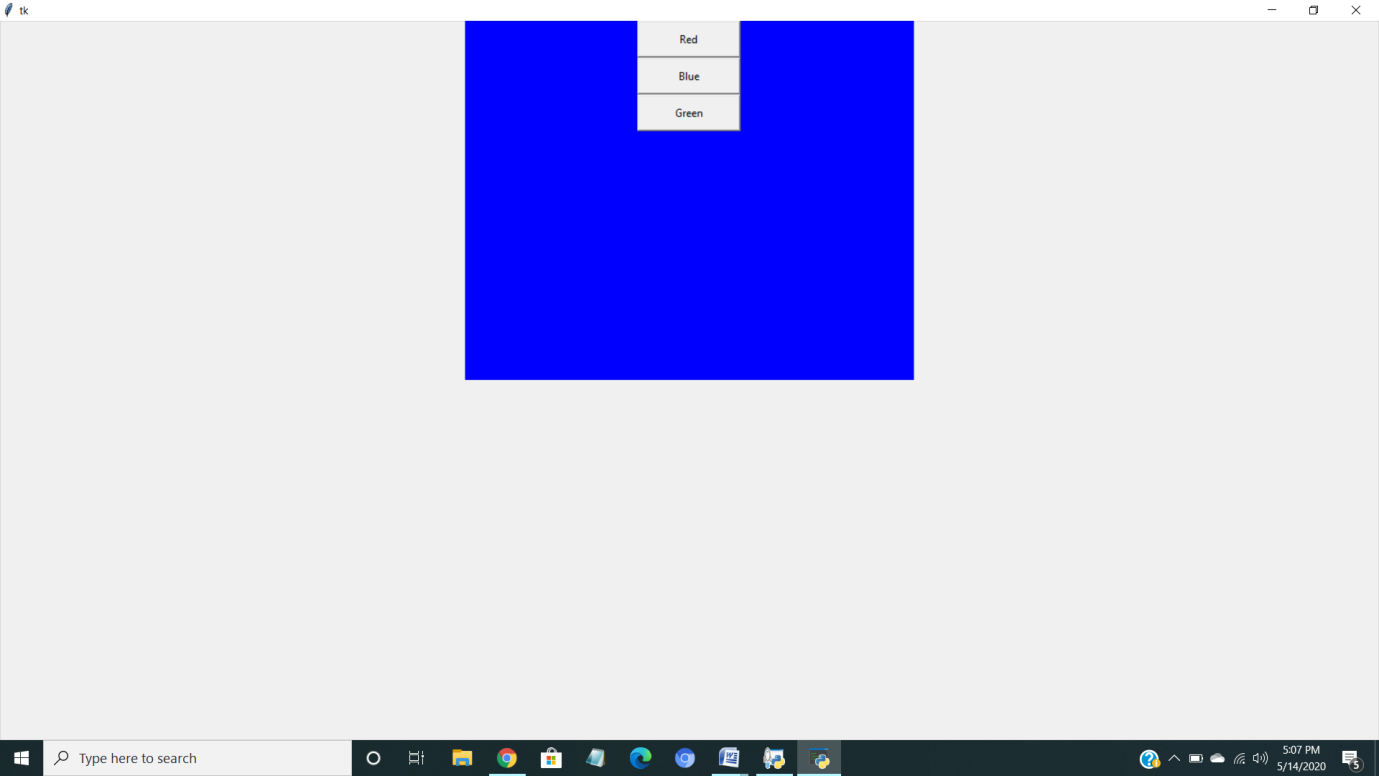 tk
Red
Blue
Green
Type here to search
5:07 PM
5/14/2020
5